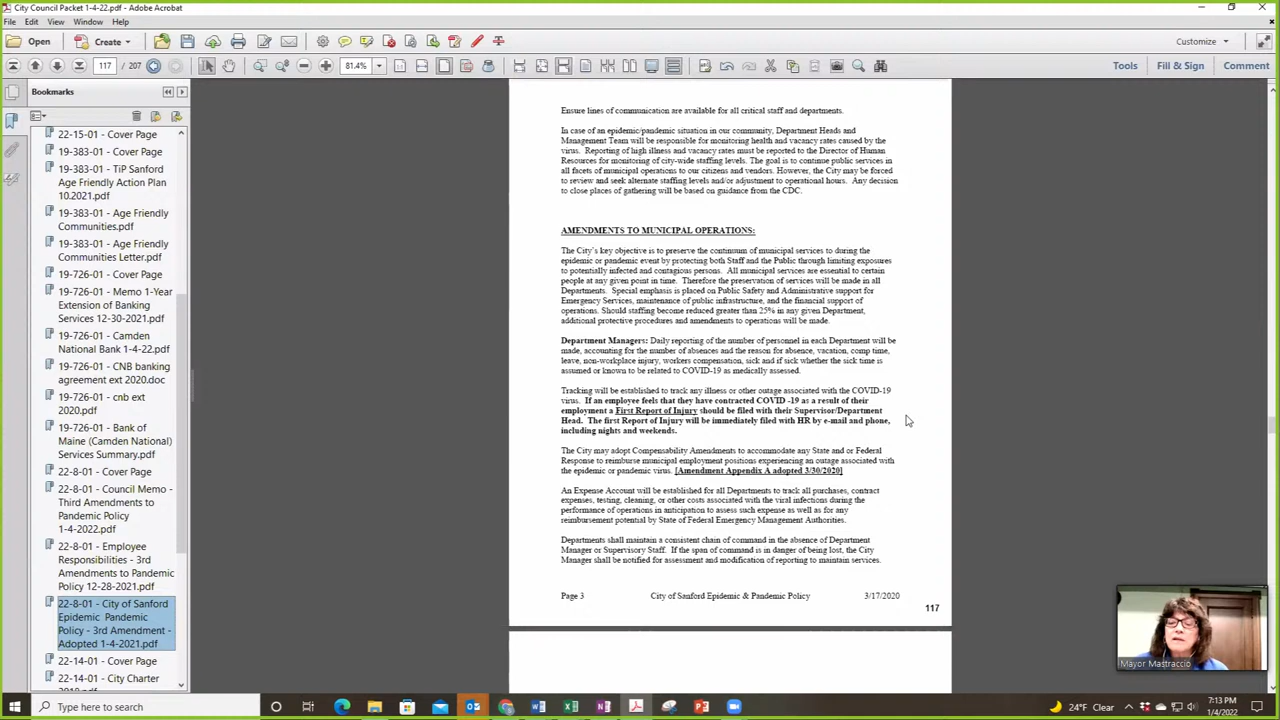 City Council Packet 1-4-22.pdf - Adobe Acrobat
File Edit View Window Help
Open Create Customize
117 / 207 81.4% Tools Fill & Sign Comment
Bookmarks
22-15-01 - Cover Page
19-383-01 - Cover Page
19-383-01 - TiP Sanford
Age Friendly Action Plan
10.2021.pdf
19-383-01 - Age Friendly
Communities.pdf
19-383-01 - Age Friendly
Communities Letter.pdf
19-726-01 - Cover Page
19-726-01 - Memo 1-Year
Extension of Banking
Services 12-30-2021.pdf
19-726-01 - Camden
National Bank 1-4-22.pdf
19-726-01 - CNB banking
agreement ext 2020.doc
19-726-01 - cnb ext
2020.pdf
19-726-01 - Bank of
Maine (Camden National)
Services Summary.pdf
22-8-01 - Cover Page
22-8-01 - Council Memo -
Third Amendments to
Pandemic Policy
1-4-2022.pdf
22-8-01 - Employee
Responsibilities - 3rd
Amendments to Pandemic
Policy 12-28-2021.pdf
22-8-01 - City of Sanford
Epidemic Pandemic
Policy - 3rd Amendment -
Adopted 1-4-2021.pdf
22-14-01 - Cover Page
22-14-01 - City Charter
Ensure lines of communication are available for all critical staff and departments.
In case of an epidemic/pandemic situation in our community, Department Heads and
Management Team will be responsible for monitoring health and vacancy rates caused by the
virus. Reporting of high illness and vacancy rates must be reported to the Director of Human
Resources for monitoring of city-wide staffing levels. The goal is to continue public services in
all facets of municipal operations to our citizens and vendors. However, the City may be forced
to review and seek alternate staffing levels and/or adjustment to operational hours. Any decision
to close places of gathering will be based on guidance from the CDC.
AMENDMENTS TO MUNICIPAL OPERATIONS:
The City's key objective is to preserve the continuum of municipal services to during the
epidemic or pandemic event by protecting both Staff and the Public through limiting exposures
to potentially infected and contagious persons. All municipal services are essential to certain
people at any given point in time. Therefore the preservation of services will be made in all
Departments. Special emphasis is placed on Public Safety and Administrative support for
Emergency Services, maintenance of public infrastructure, and the financial support of
operations. Should staffing become reduced greater than 25% in any given Department,
additional protective procedures and amendments to operations will be made.
Department Managers: Daily reporting of the number of personnel in each Department will be
made, accounting for the number of absences and the reason for absence, vacation, comp time,
leave, non-workplace injury, workers compensation, sick and if sick whether the sick time is
assumed or known to be related to COVID-19 as medically assessed.
Tracking will be established to track any illness or other outage associated with the COVID-19
virus. If an employee feels that they have contracted COVID -19 as a result of their
employment a First Report of Injury should be filed with their Supervisor/Department
Head. The first Report of Injury will be immediately filed with HR by e-mail and phone,
including nights and weekends.
The City may adopt Compensability Amendments to accommodate any State and or Federal
Response to reimburse municipal employment positions experiencing an outage associated with
the epidemic or pandemic virus. [Amendment Appendix A adopted 3/30/2020]
An Expense Account will be established for all Departments to track all purchases, contract
expenses, testing, cleaning, or other costs associated with the viral infections during the
performance of operations in anticipation to assess such expense as well as for any
reimbursement potential by State of Federal Emergency Management Authorities.
Departments shall maintain a consistent chain of command in the absence of Department
Manager or Supervisory Staff. If the span of command is in danger of being lost, the City
Manager shall be notified for assessment and modification of reporting to maintain services.
Page 3 City of Sanford Epidemic & Pandemic Policy 3/17/2020
117
Mayor Mastraccio
Type here to search
24°F Clear
7:13 PM
1/4/2022